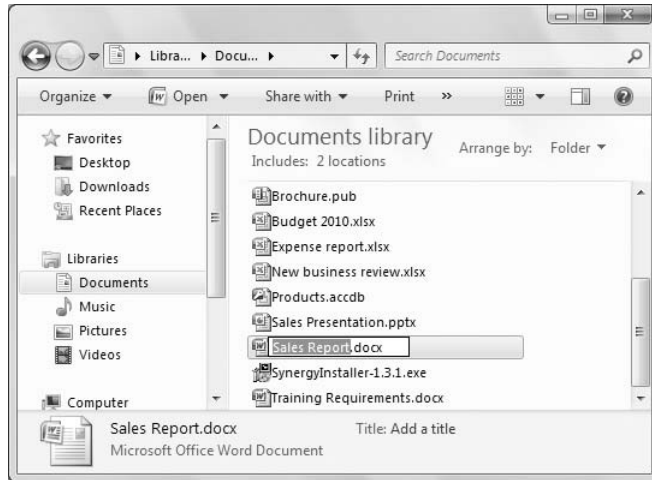 Libra... Docu... Search Documents
Organize Open Share with Print »
Favorites
Desktop
Downloads
Recent Places
Libraries
Documents
Music
Pictures
Videos
Computer
Documents library
Includes: 2 locations
Arrange by: Folder
Brochure.pub
Budget 2010.xlsx
Expense report.xlsx
New business review.xlsx
Products.accdb
Sales Presentation.pptx
Sales Report.docx
SynergyInstaller-1.3.1.exe
Training Requirements.docx
Sales Report.docx Title: Add a title
Microsoft Office Word Document